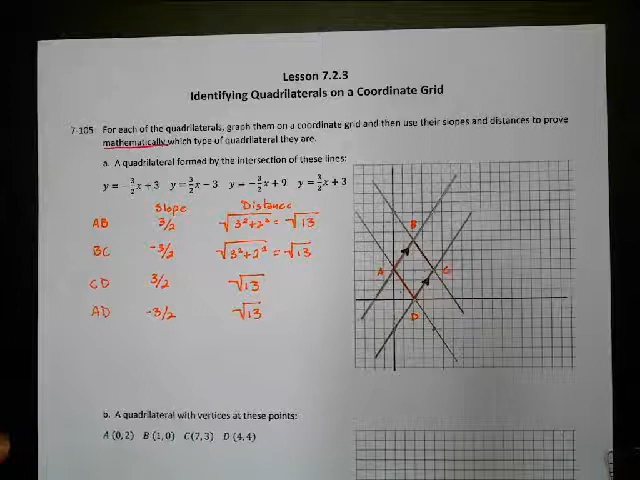 Lesson 7.2.3
Identifying Quadrilaterals on a Coordinate Grid
7-105 For each of the quadrilaterals, graph them on a coordinate grid and then use their slopes and distances to prove
mathematically which type of quadrilateral they are.
a. A quadrilateral formed by the intersection of these lines:
y = -3/2x + 3 y = 3/2x - 3 y = -3/2x + 9 y = 3/2x + 3
Slope Distance
AB 3/2 √3²+2² = √13
BC -3/2 √3²+2² = √13
CD 3/2 √13
AD -3/2 √13
B
A C
D
b. A quadrilateral with vertices at these points:
A (0, 2) B (1, 0) C(7, 3) D (4, 4)